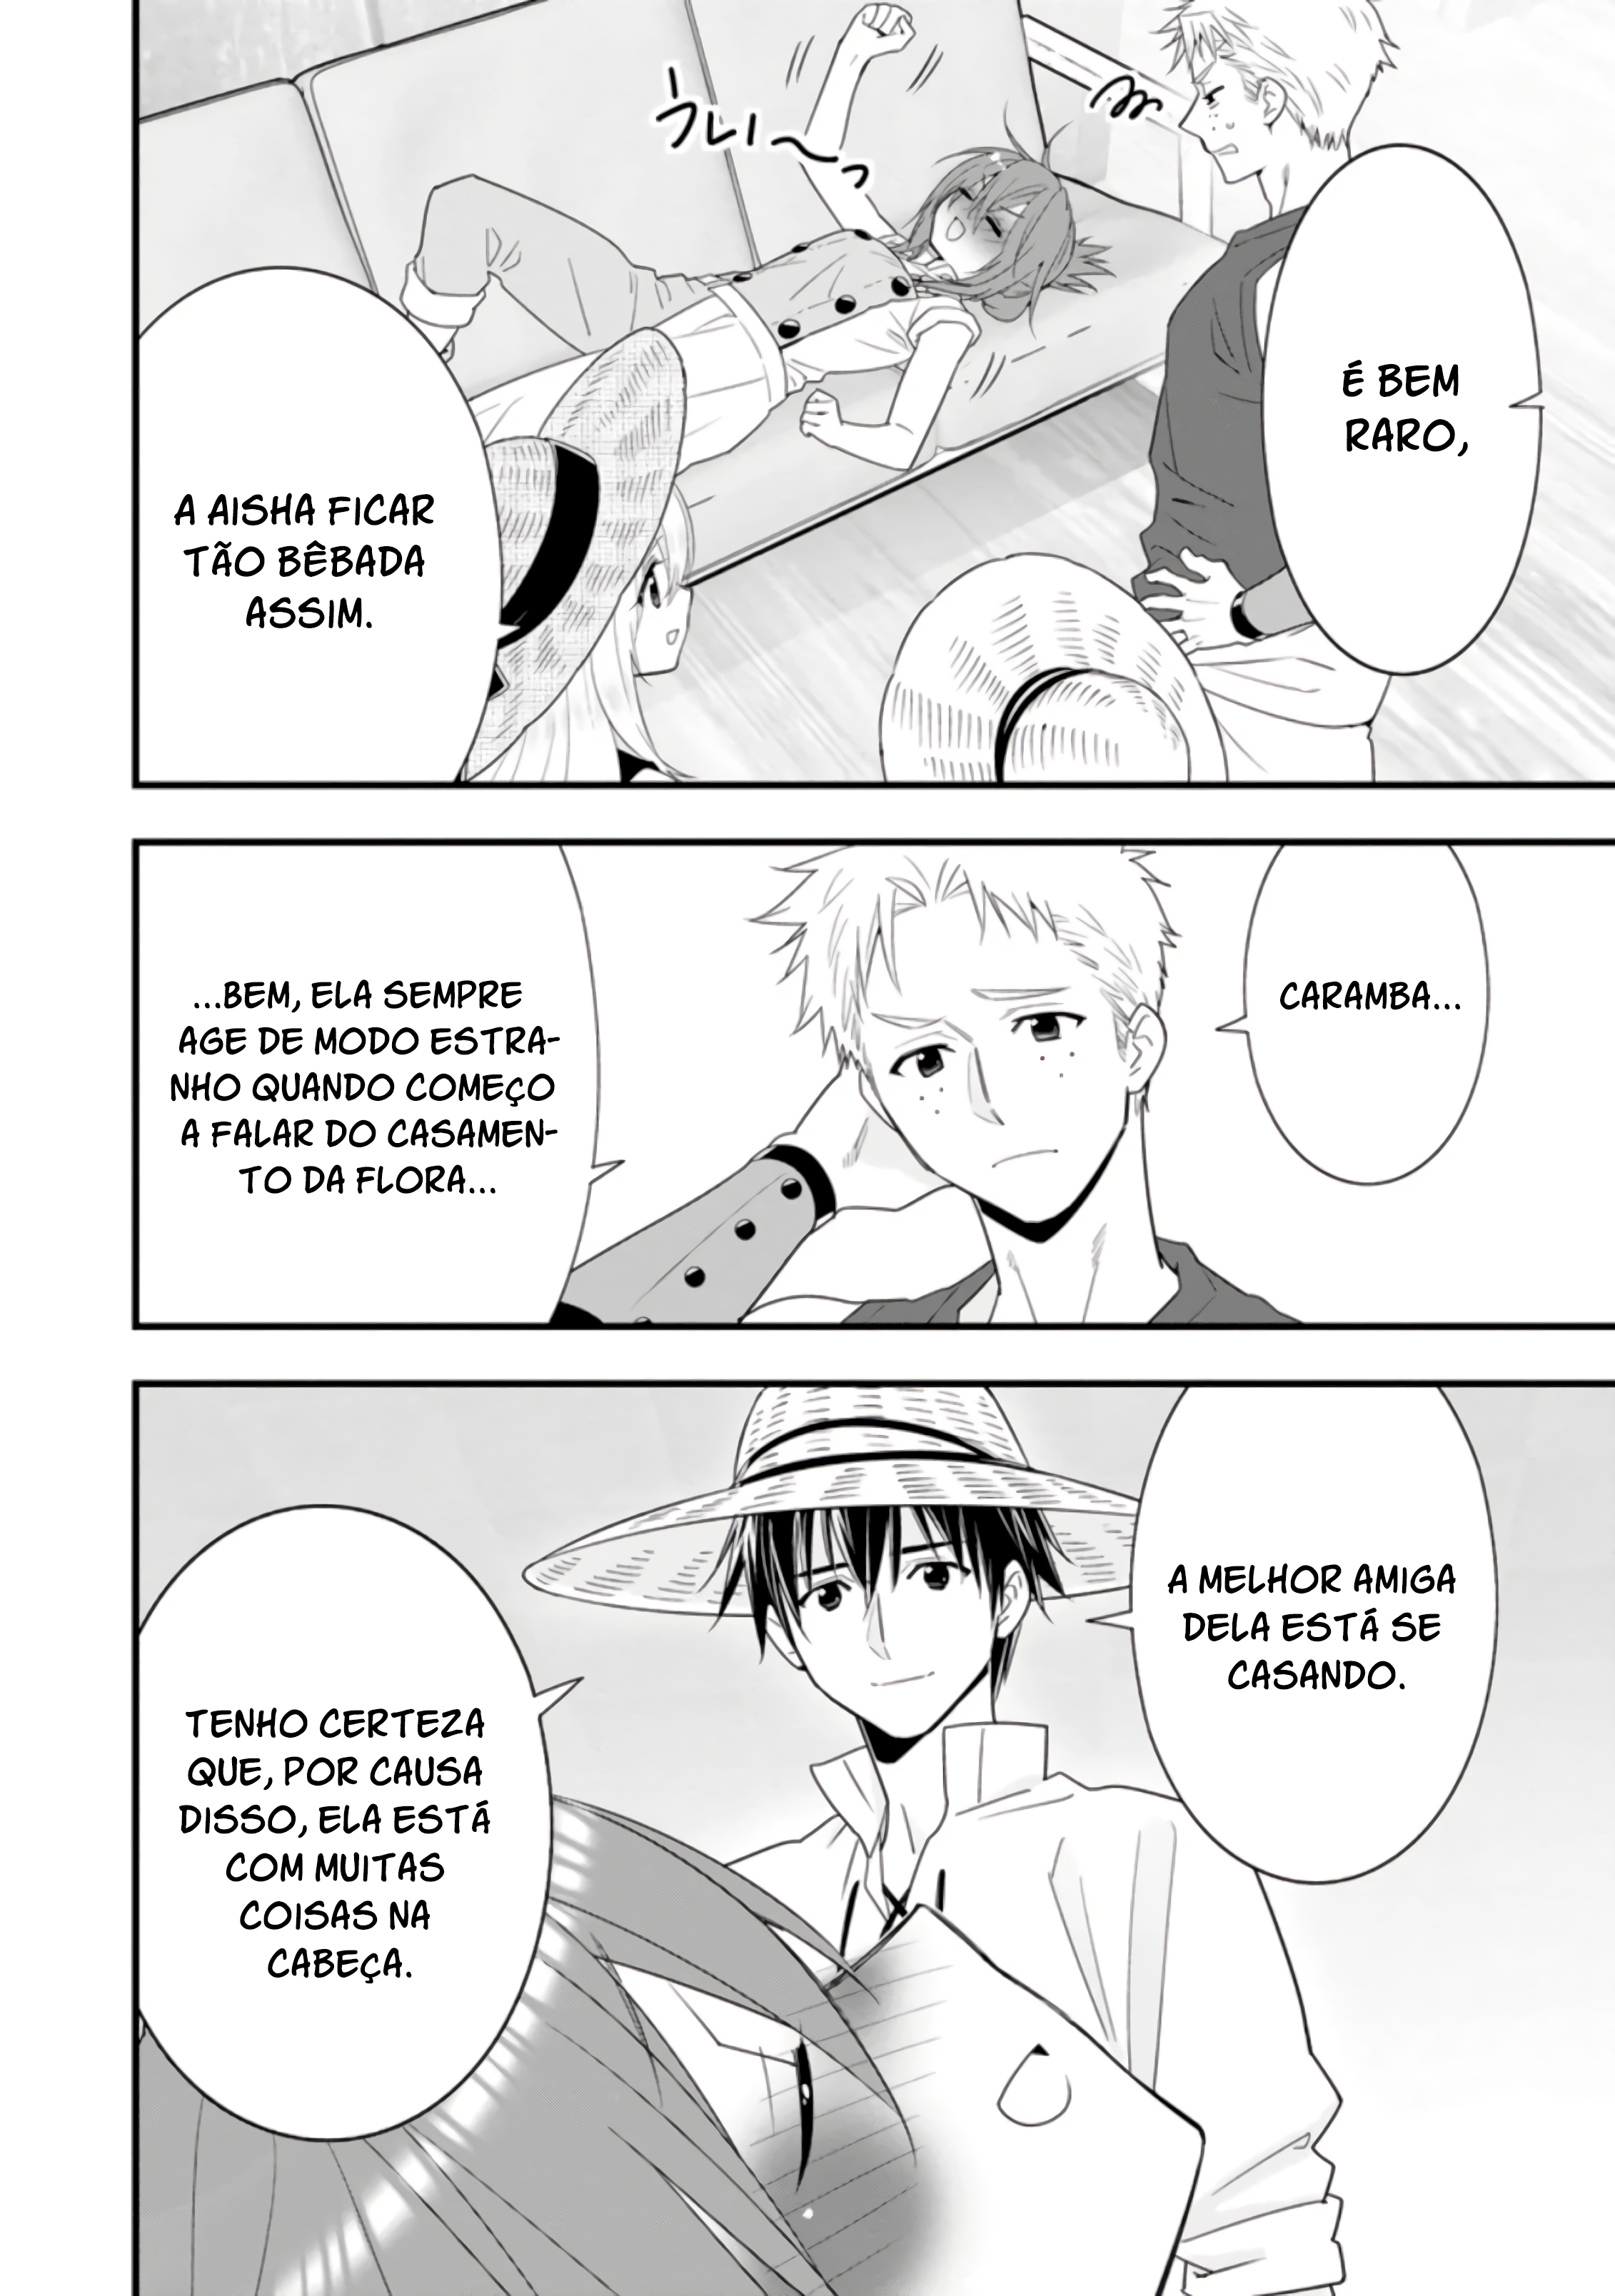 É BEM
RARO,
フレー〜っ
A AISHA FICAR
TÃO BÊBADA
ASSIM.
CARAMBA...
...BEM, ELA SEMPRE
AGE DE MODO ESTRA-
NHO QUANDO COMEÇO
A FALAR DO CASAMEN-
TO DA FLORA...
A MELHOR AMIGA
DELA ESTÁ SE
CASANDO.
TENHO CERTEZA
QUE, POR CAUSA
DISSO, ELA ESTÁ
COM MUITAS
COISAS NA
CABEÇA.